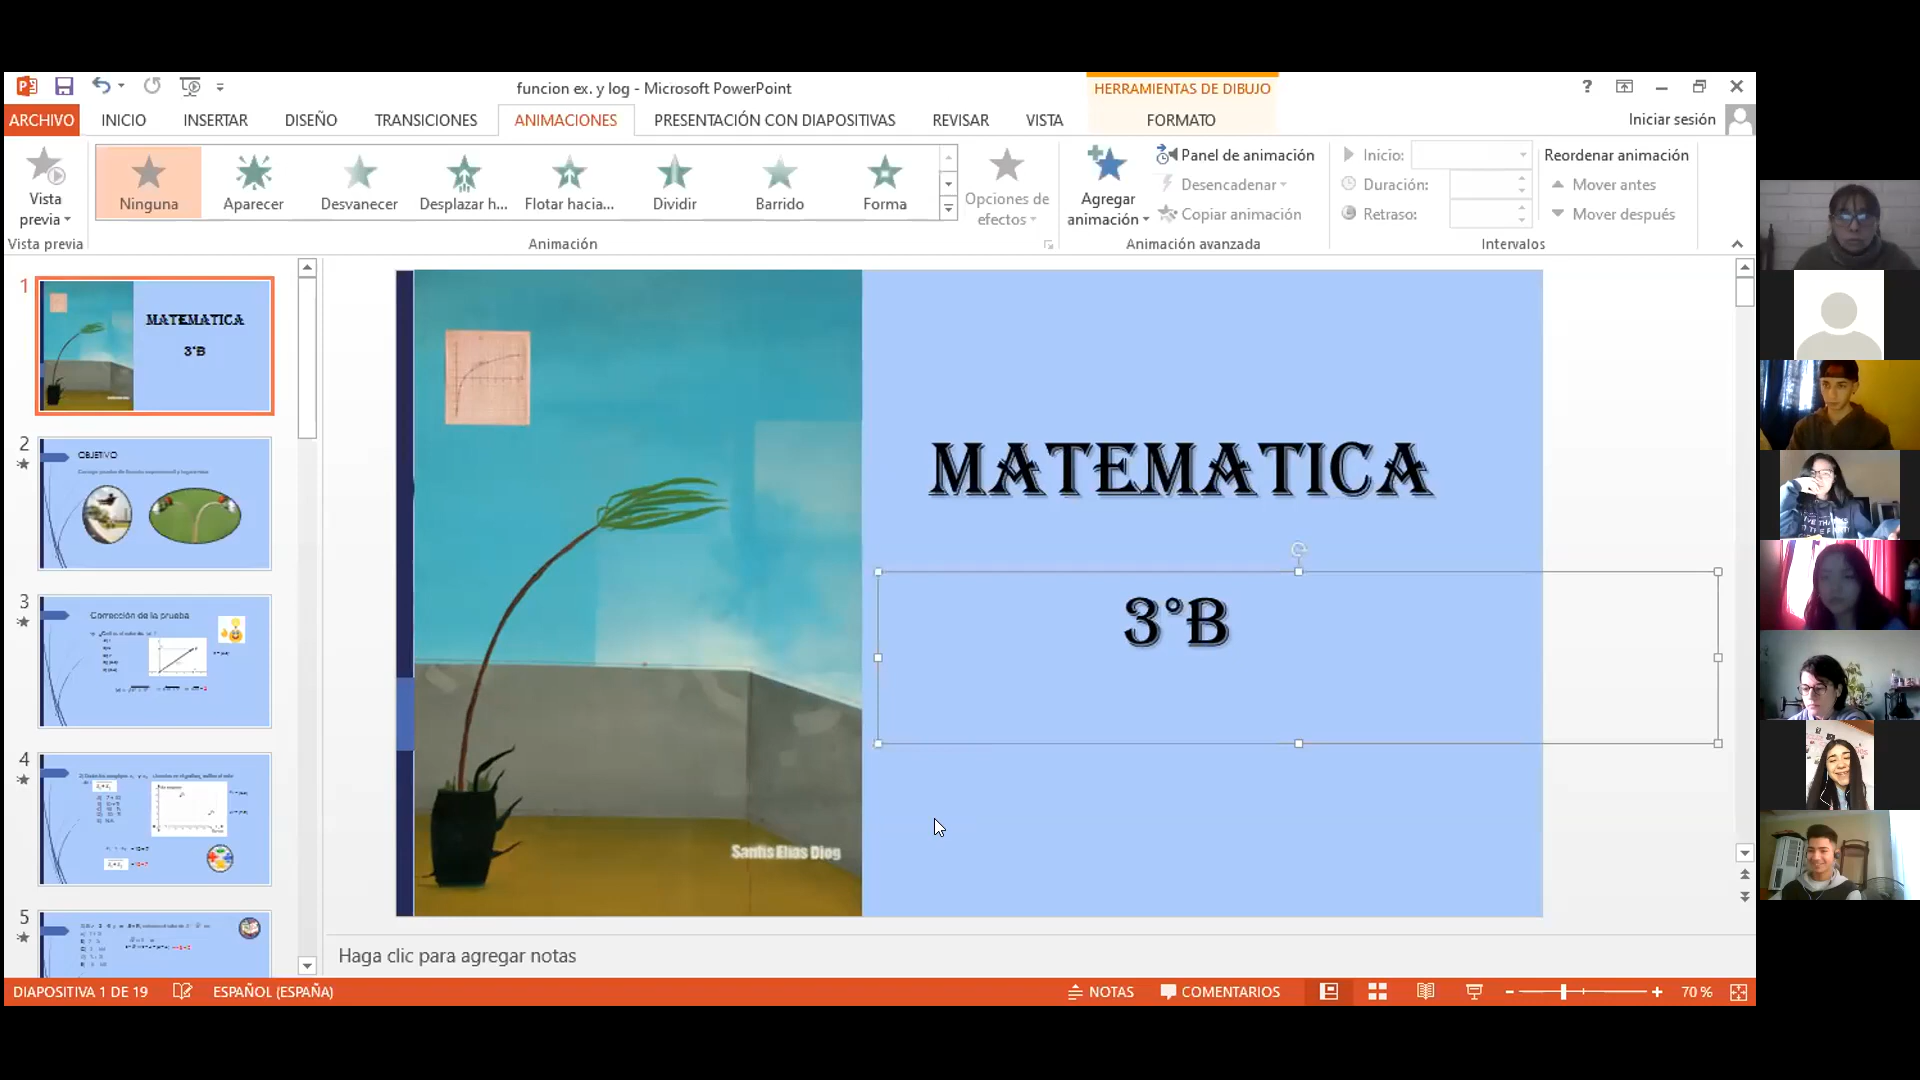 funcion ex. y log - Microsoft PowerPoint
HERRAMIENTAS DE DIBUJO
ARCHIVO INICIO INSERTAR DISEÑO TRANSICIONES ANIMACIONES PRESENTACIÓN CON DIAPOSITIVAS REVISAR VISTA FORMATO Iniciar sesión
Vista previa
Ninguna Aparecer Desvanecer Desplazar h... Flotar hacia... Dividir Barrido Forma
Opciones de efectos
Agregar animación
Panel de animación
Desencadenar
Copiar animación
Inicio:
Duración:
Retraso:
Reordenar animación
Mover antes
Mover después
Vista previa Animación Animación avanzada Intervalos
1
MATEMATICA
3°B
2
OBJETIVO
3
Corrección de la prueba
4
5
MATEMATICA
3°B
Santis Elias Diog
Haga clic para agregar notas
DIAPOSITIVA 1 DE 19 ESPAÑOL (ESPAÑA) NOTAS COMENTARIOS 70 %